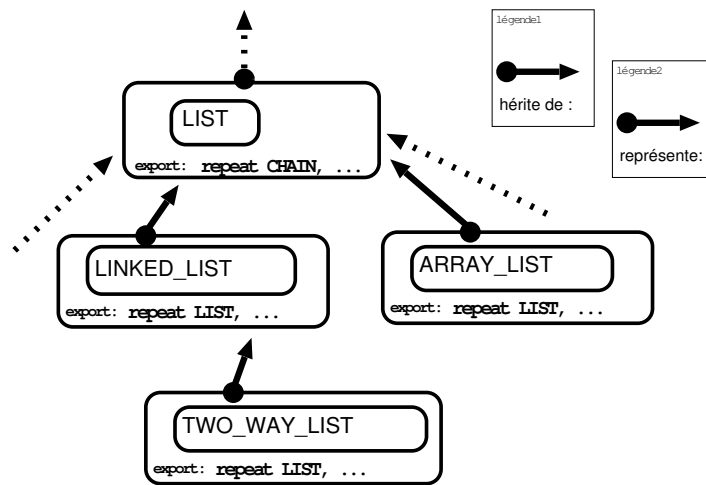 légende1
hérite de :
légende2
représente:
LIST
export: repeat CHAIN, ...
LINKED_LIST
export: repeat LIST, ...
ARRAY_LIST
export: repeat LIST, ...
TWO_WAY_LIST
export: repeat LIST, ...